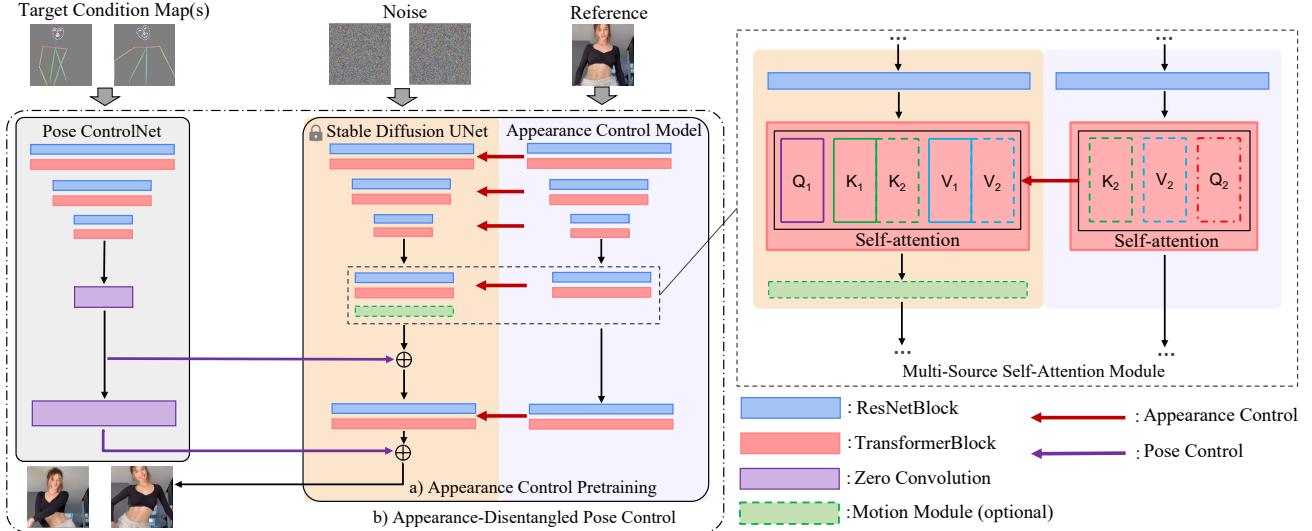 Target Condition Map(s)
Noise
Reference
Pose ControlNet
Stable Diffusion UNet
Appearance Control Model
a) Appearance Control Pretraining
b) Appearance-Disentangled Pose Control
...
...
Q1
K1
K2
V1
V2
K2
V2
Q2
Self-attention
Self-attention
...
...
Multi-Source Self-Attention Module
: ResNetBlock
: Appearance Control
: TransformerBlock
: Pose Control
: Zero Convolution
:Motion Module (optional)